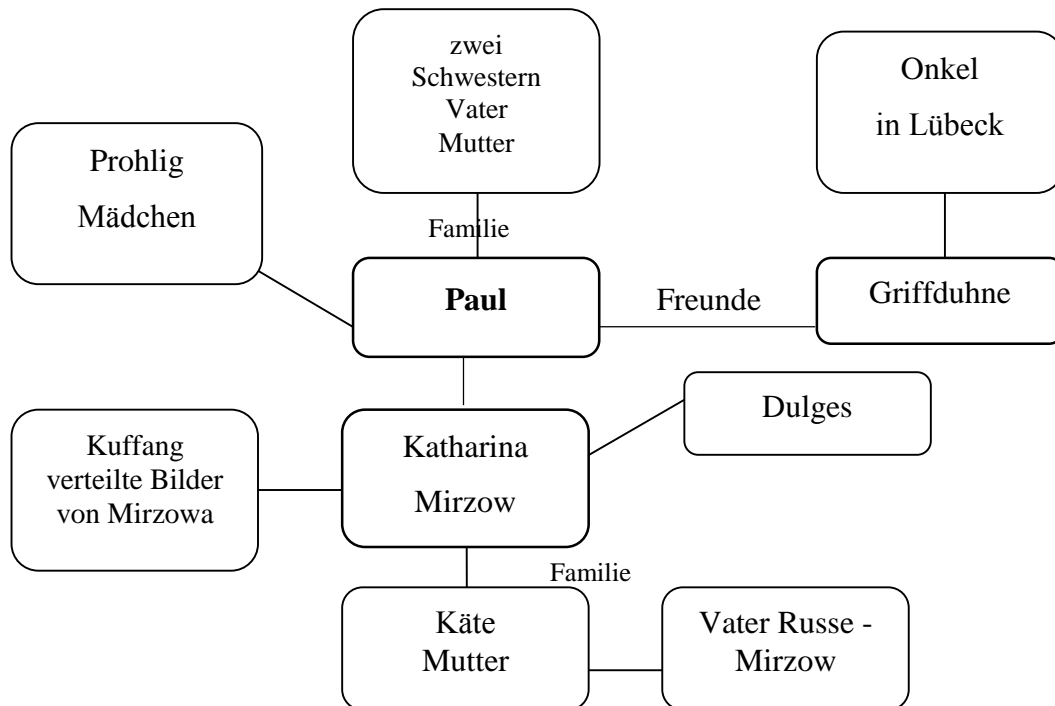 zwei
Schwestern
Vater
Mutter
Onkel
in Lübeck
Prohlig
Mädchen
Familie
Paul
Freunde
Griffduhne
Dulges
Kuffang
verteilte Bilder
von Mirzowa
Katharina
Mirzow
Familie
Käte
Mutter
Vater Russe -
Mirzow